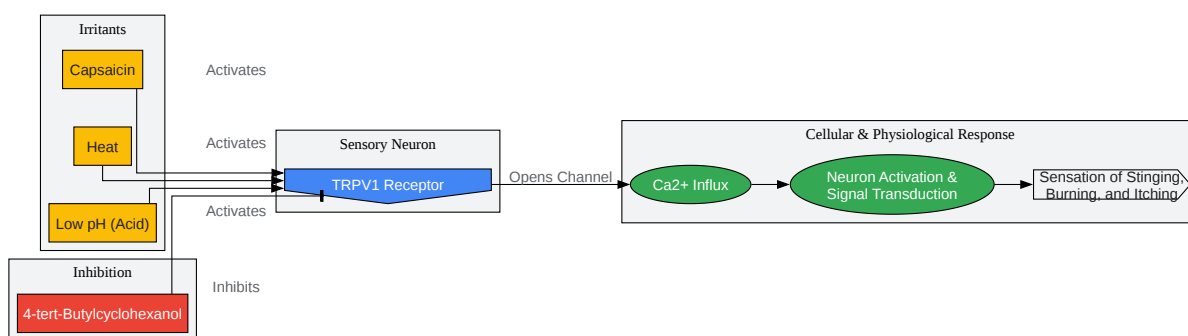 Irritants
Capsaicin
Activates
Heat
Activates
Sensory Neuron
TRPV1 Receptor
Low pH (Acid)
Activates
Opens Channel
Cellular & Physiological Response
Ca2+ Influx
Neuron Activation &
Signal Transduction
Sensation of Stinging,
Burning, and Itching
Inhibition
4-tert-Butylcyclohexanol
Inhibits